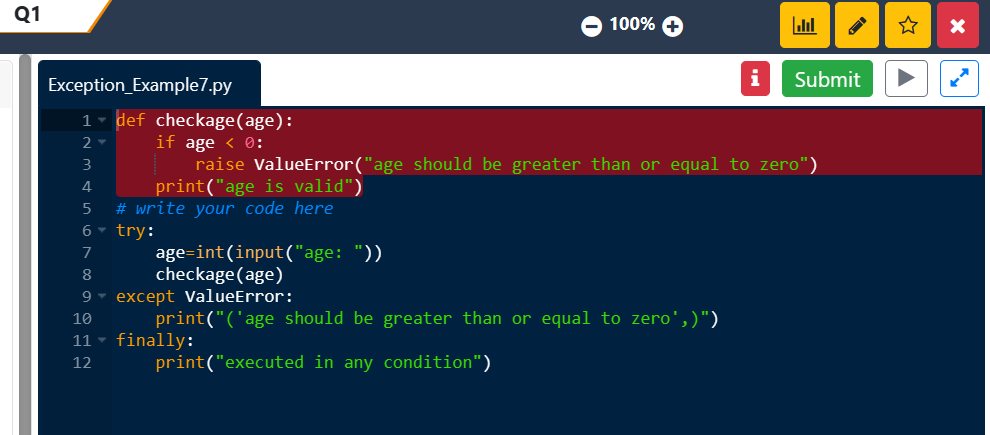 Q1
100%
Exception_Example7.py
i Submit
1 def checkage(age):
2     if age < 0:
3         raise ValueError("age should be greater than or equal to zero")
4     print("age is valid")
5 # write your code here
6 try:
7     age=int(input("age: "))
8     checkage(age)
9 except ValueError:
10     print("('age should be greater than or equal to zero',)")
11 finally:
12     print("executed in any condition")